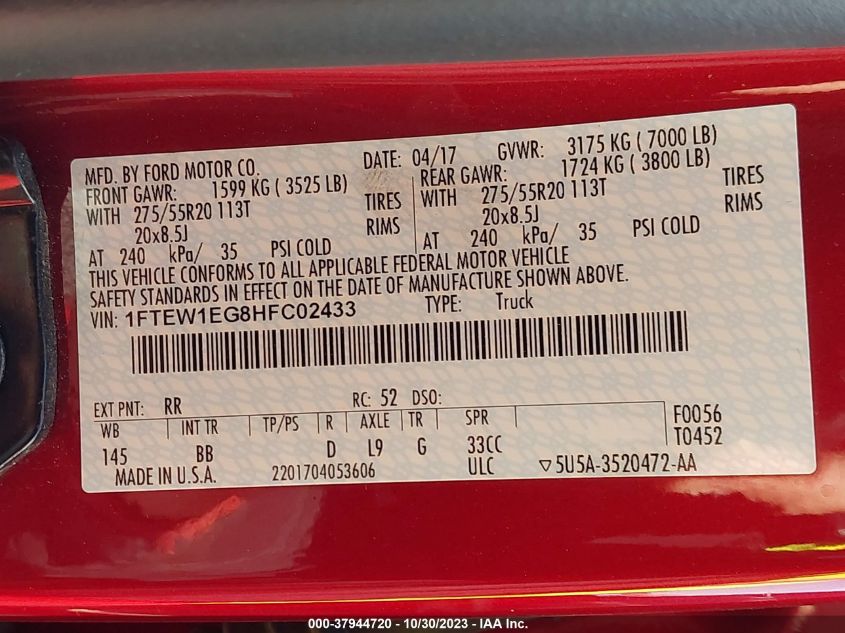 MFD. BY FORD MOTOR CO. DATE: 04/17 GVWR: 3175 KG ( 7000 LB)
FRONT GAWR: 1599 KG ( 3525 LB) REAR GAWR: 1724 KG ( 3800 LB)
WITH 275/55R20 113T TIRES WITH 275/55R20 113T TIRES
20x8.5J RIMS 20x8.5J RIMS
AT 240 kPa/ 35 PSI COLD AT 240 kPa/ 35 PSI COLD
THIS VEHICLE CONFORMS TO ALL APPLICABLE FEDERAL MOTOR VEHICLE
SAFETY STANDARDS IN EFFECT ON THE DATE OF MANUFACTURE SHOWN ABOVE.
VIN: 1FTEW1EG8HFC02433 TYPE: Truck
EXT PNT: RR RC: 52 DSO:
WB INT TR TP/PS R AXLE TR SPR F0056
145 BB D L9 G 33CC T0452
MADE IN U.S.A. 2201704053606 ULC ▽5U5A-3520472-AA
000-37944720 - 10/30/2023 - IAA Inc.